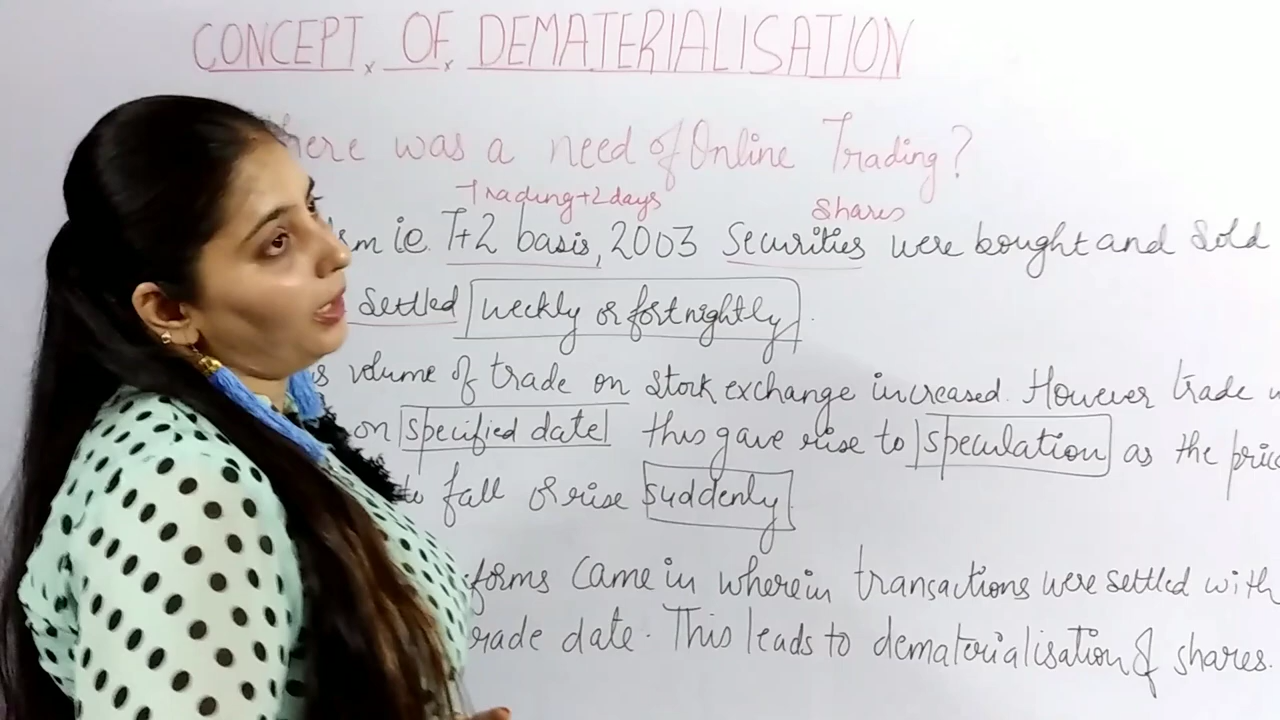 CONCEPT OF DEMATERIALISATION
here was a need of Online Trading?
Trading+2days Shares
sm i.e. T+2 basis, 2003 Securities were bought and Sold
Settled weekly or fortnightly.
s volume of trade on stock exchange increased. However trade
on specified date this gave rise to speculation as the pric
to fall or rise suddenly.
forms Came in wherein transactions were settled with
rade date. This leads to dematerialisation of shares.